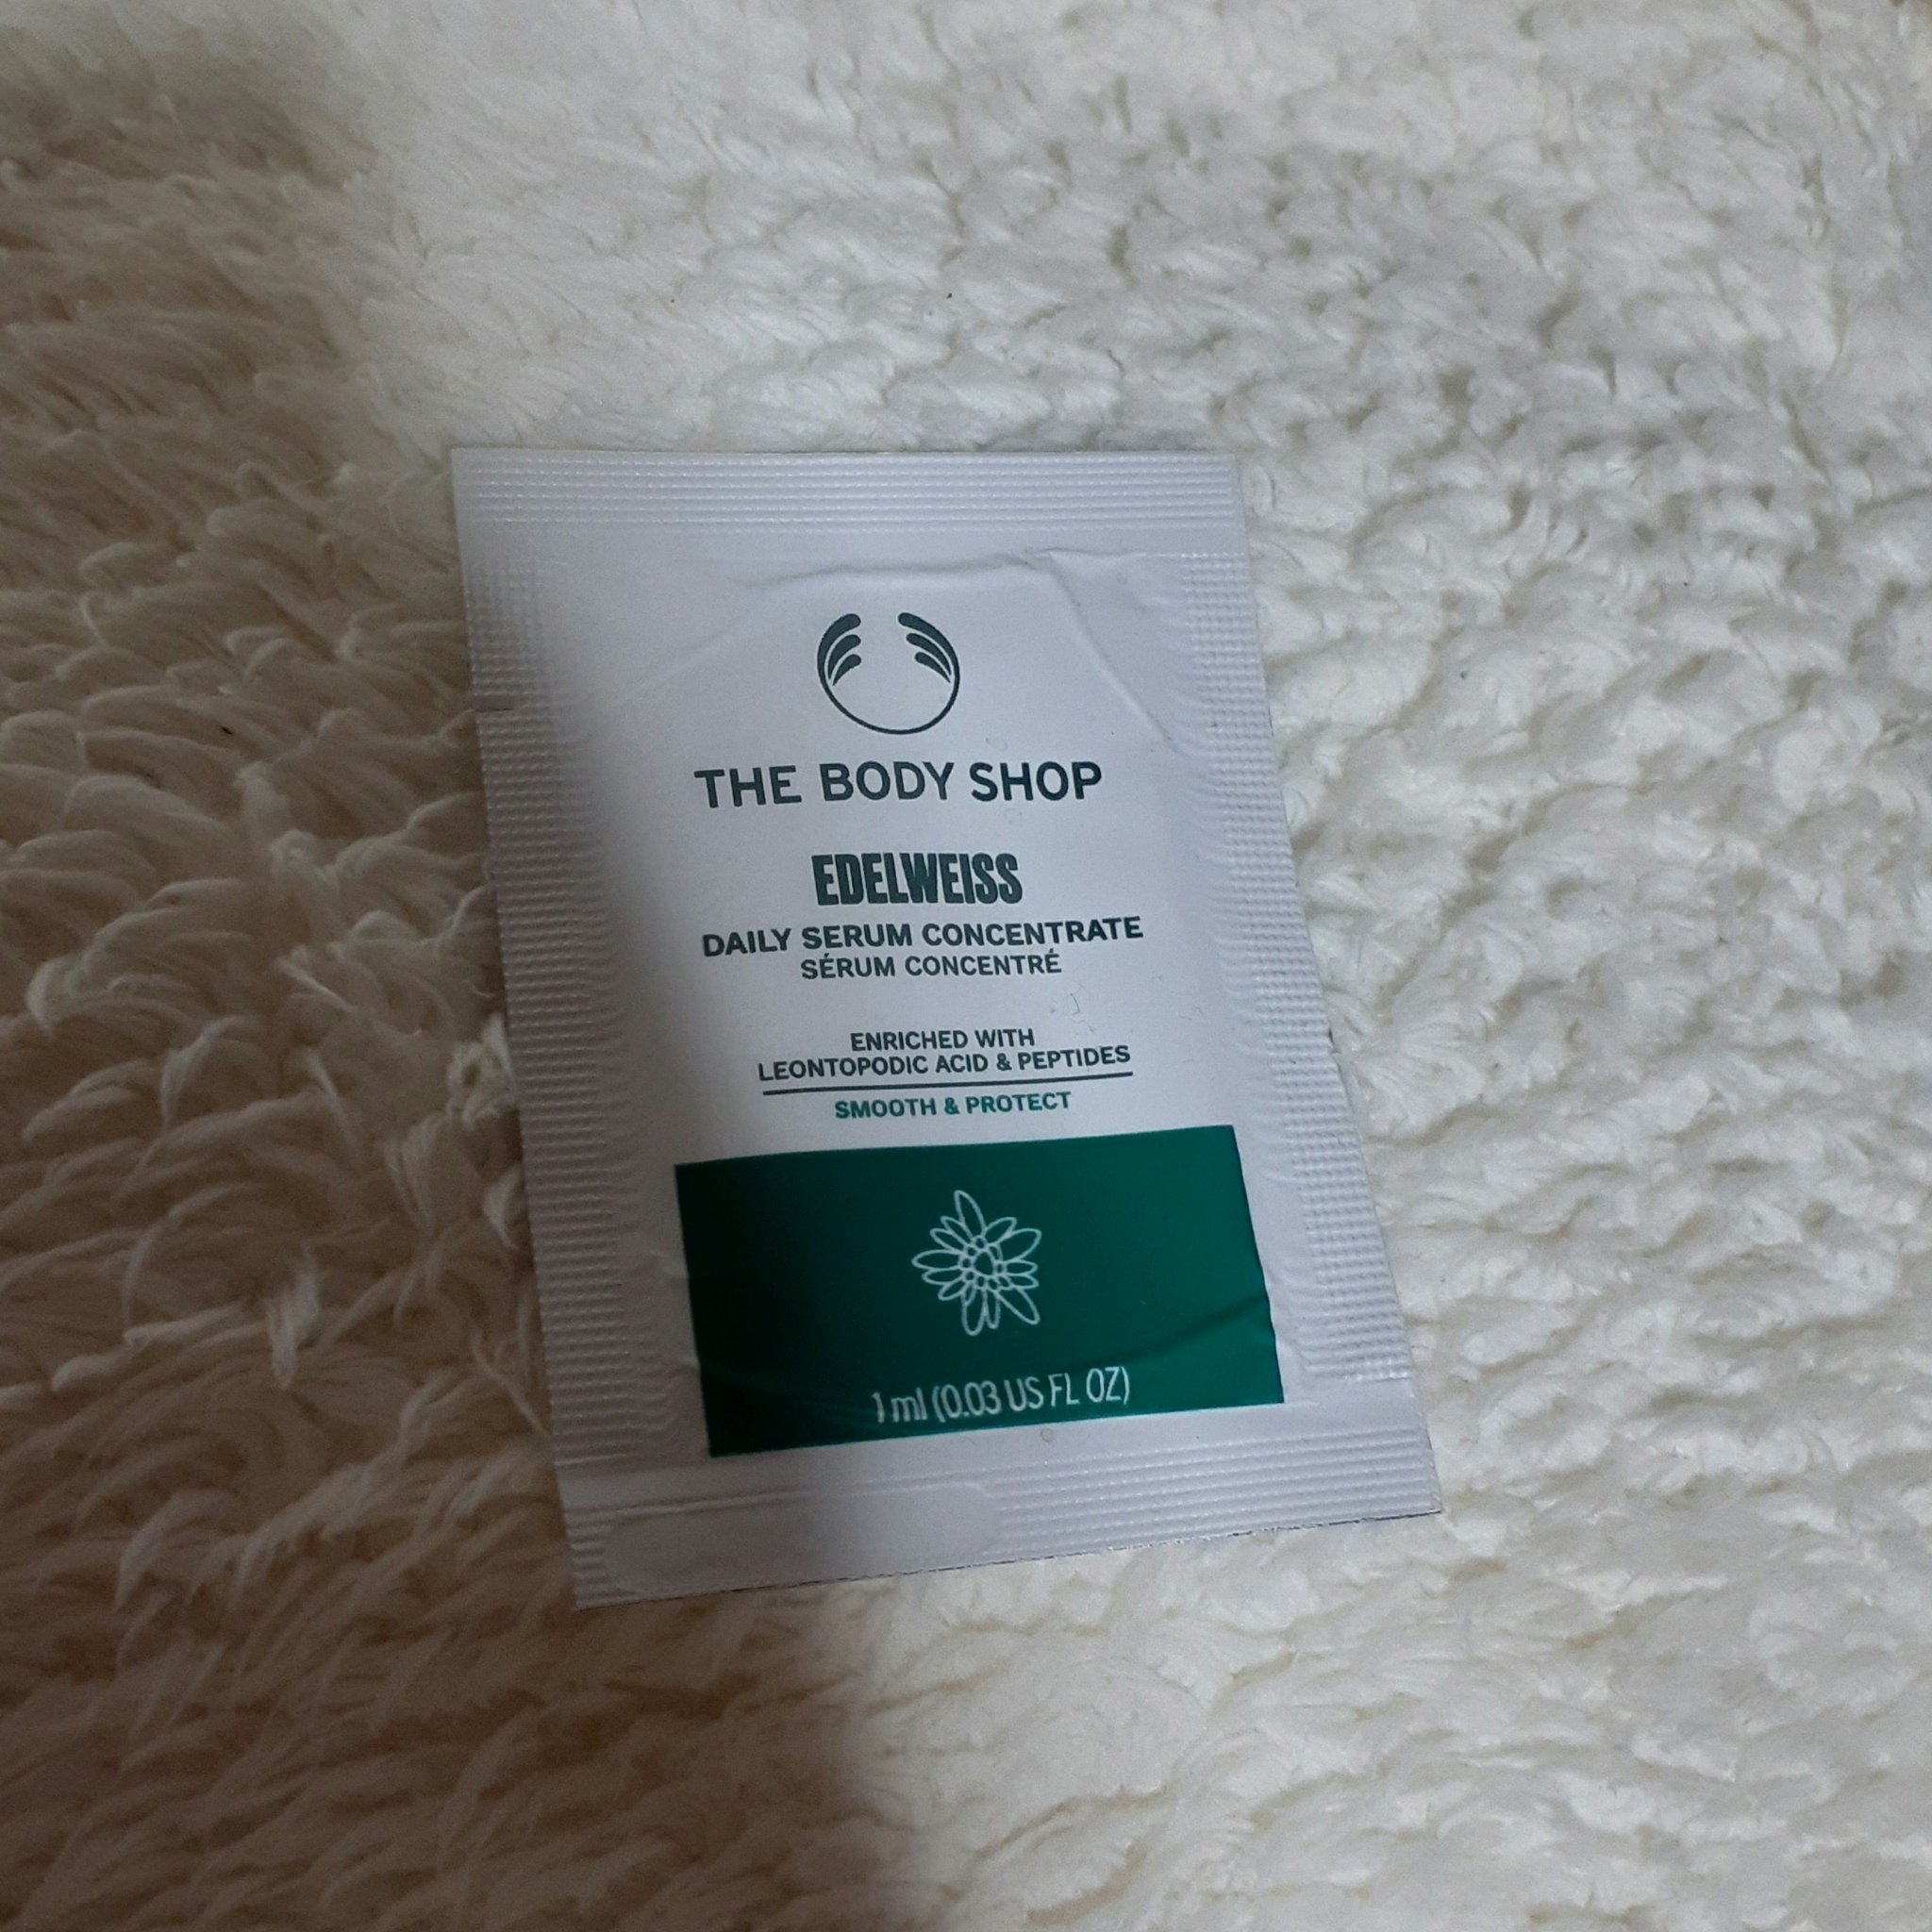 THE BODY SHOP
EDELWEISS
DAILY SERUM CONCENTRATE
SÉRUM CONCENTRÉ
ENRICHED WITH
LEONTOPODIC ACID & PEPTIDES
SMOOTH & PROTECT
1 ml (0.03 US FL OZ)